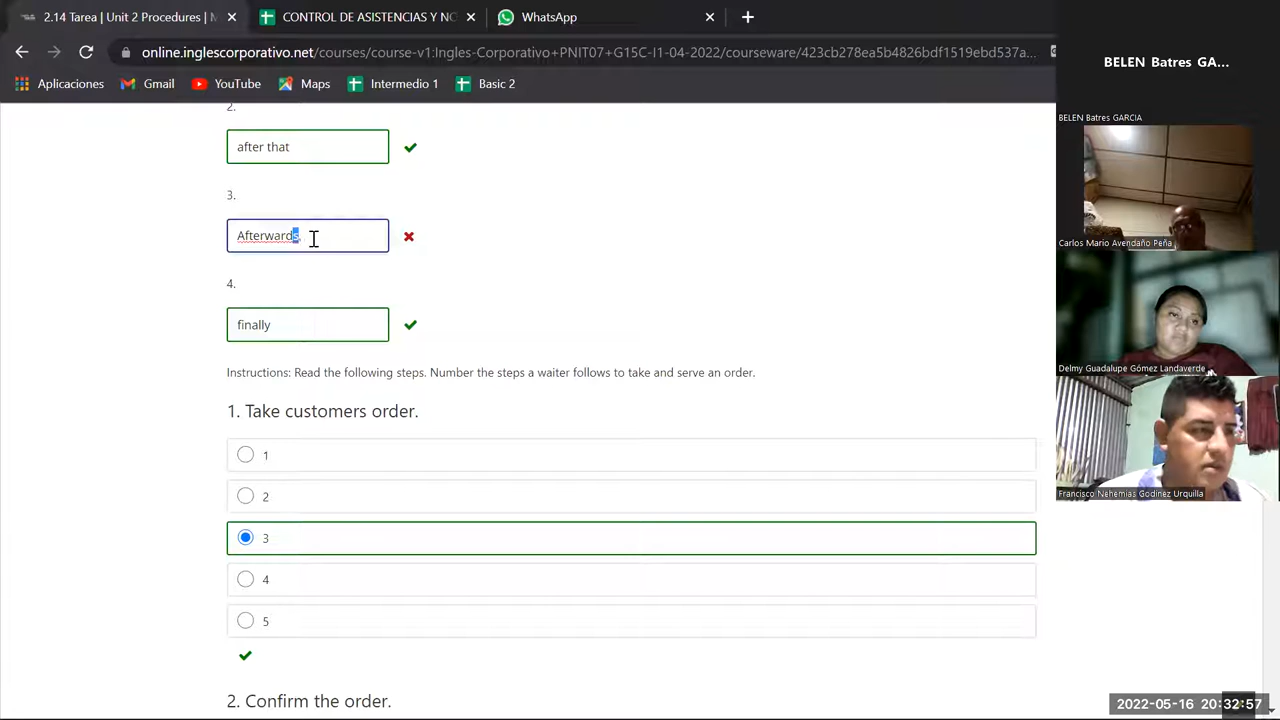 2.14 Tarea | Unit 2 Procedures |
CONTROL DE ASISTENCIAS Y NO
WhatsApp
online.inglescorporativo.net/courses/course-v1:Ingles-Corporativo+PNIT07+G15C-I1-04-2022/courseware/423cb278ea5b426bdf1519ebd537a...
Aplicaciones
Gmail
YouTube
Maps
Intermedio 1
Basic 2
2.
after that
3.
Afterwards
4.
finally
Instructions: Read the following steps. Number the steps a waiter follows to take and serve an order.
1. Take customers order.
1
2
3
4
5
2. Confirm the order.
BELEN Batres GA...
BELEN Batres GARCIA
Carlos Mario Avendaño Peña
Delmy Guadalupe Gómez Landaverde
Francisco Nehemias Godinez Urquilla
2022-05-16 20:32:57